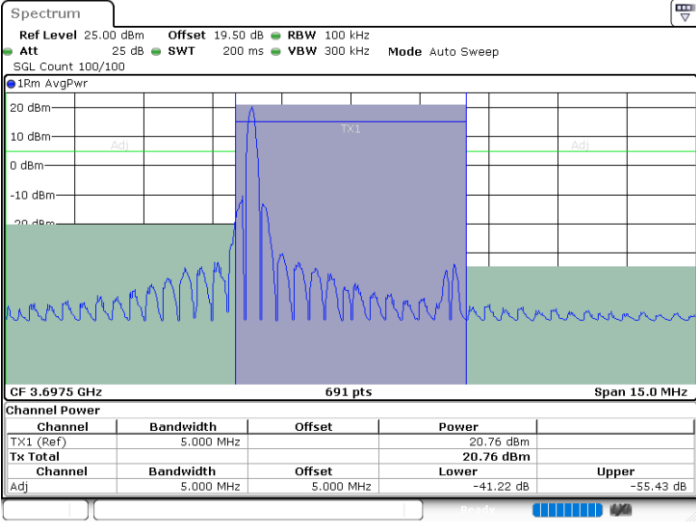 Spectrum
Ref Level 25.00 dBm Offset 19.50 dB RBW 100 kHz
Att 25 dB SWT 200 ms VBW 300 kHz Mode Auto Sweep
SGL Count 100/100
1Rm AvgPwr
20 dBm
TX1
10 dBm
Adj Adj
0 dBm
-10 dBm
-20 dBm
CF 3.6975 GHz 691 pts Span 15.0 MHz
Channel Power
Channel Bandwidth Offset Power
TX1 (Ref) 5.000 MHz 20.76 dBm
Tx Total 20.76 dBm
Channel Bandwidth Offset Lower Upper
Adj 5.000 MHz 5.000 MHz -41.22 dB -55.43 dB
Ready